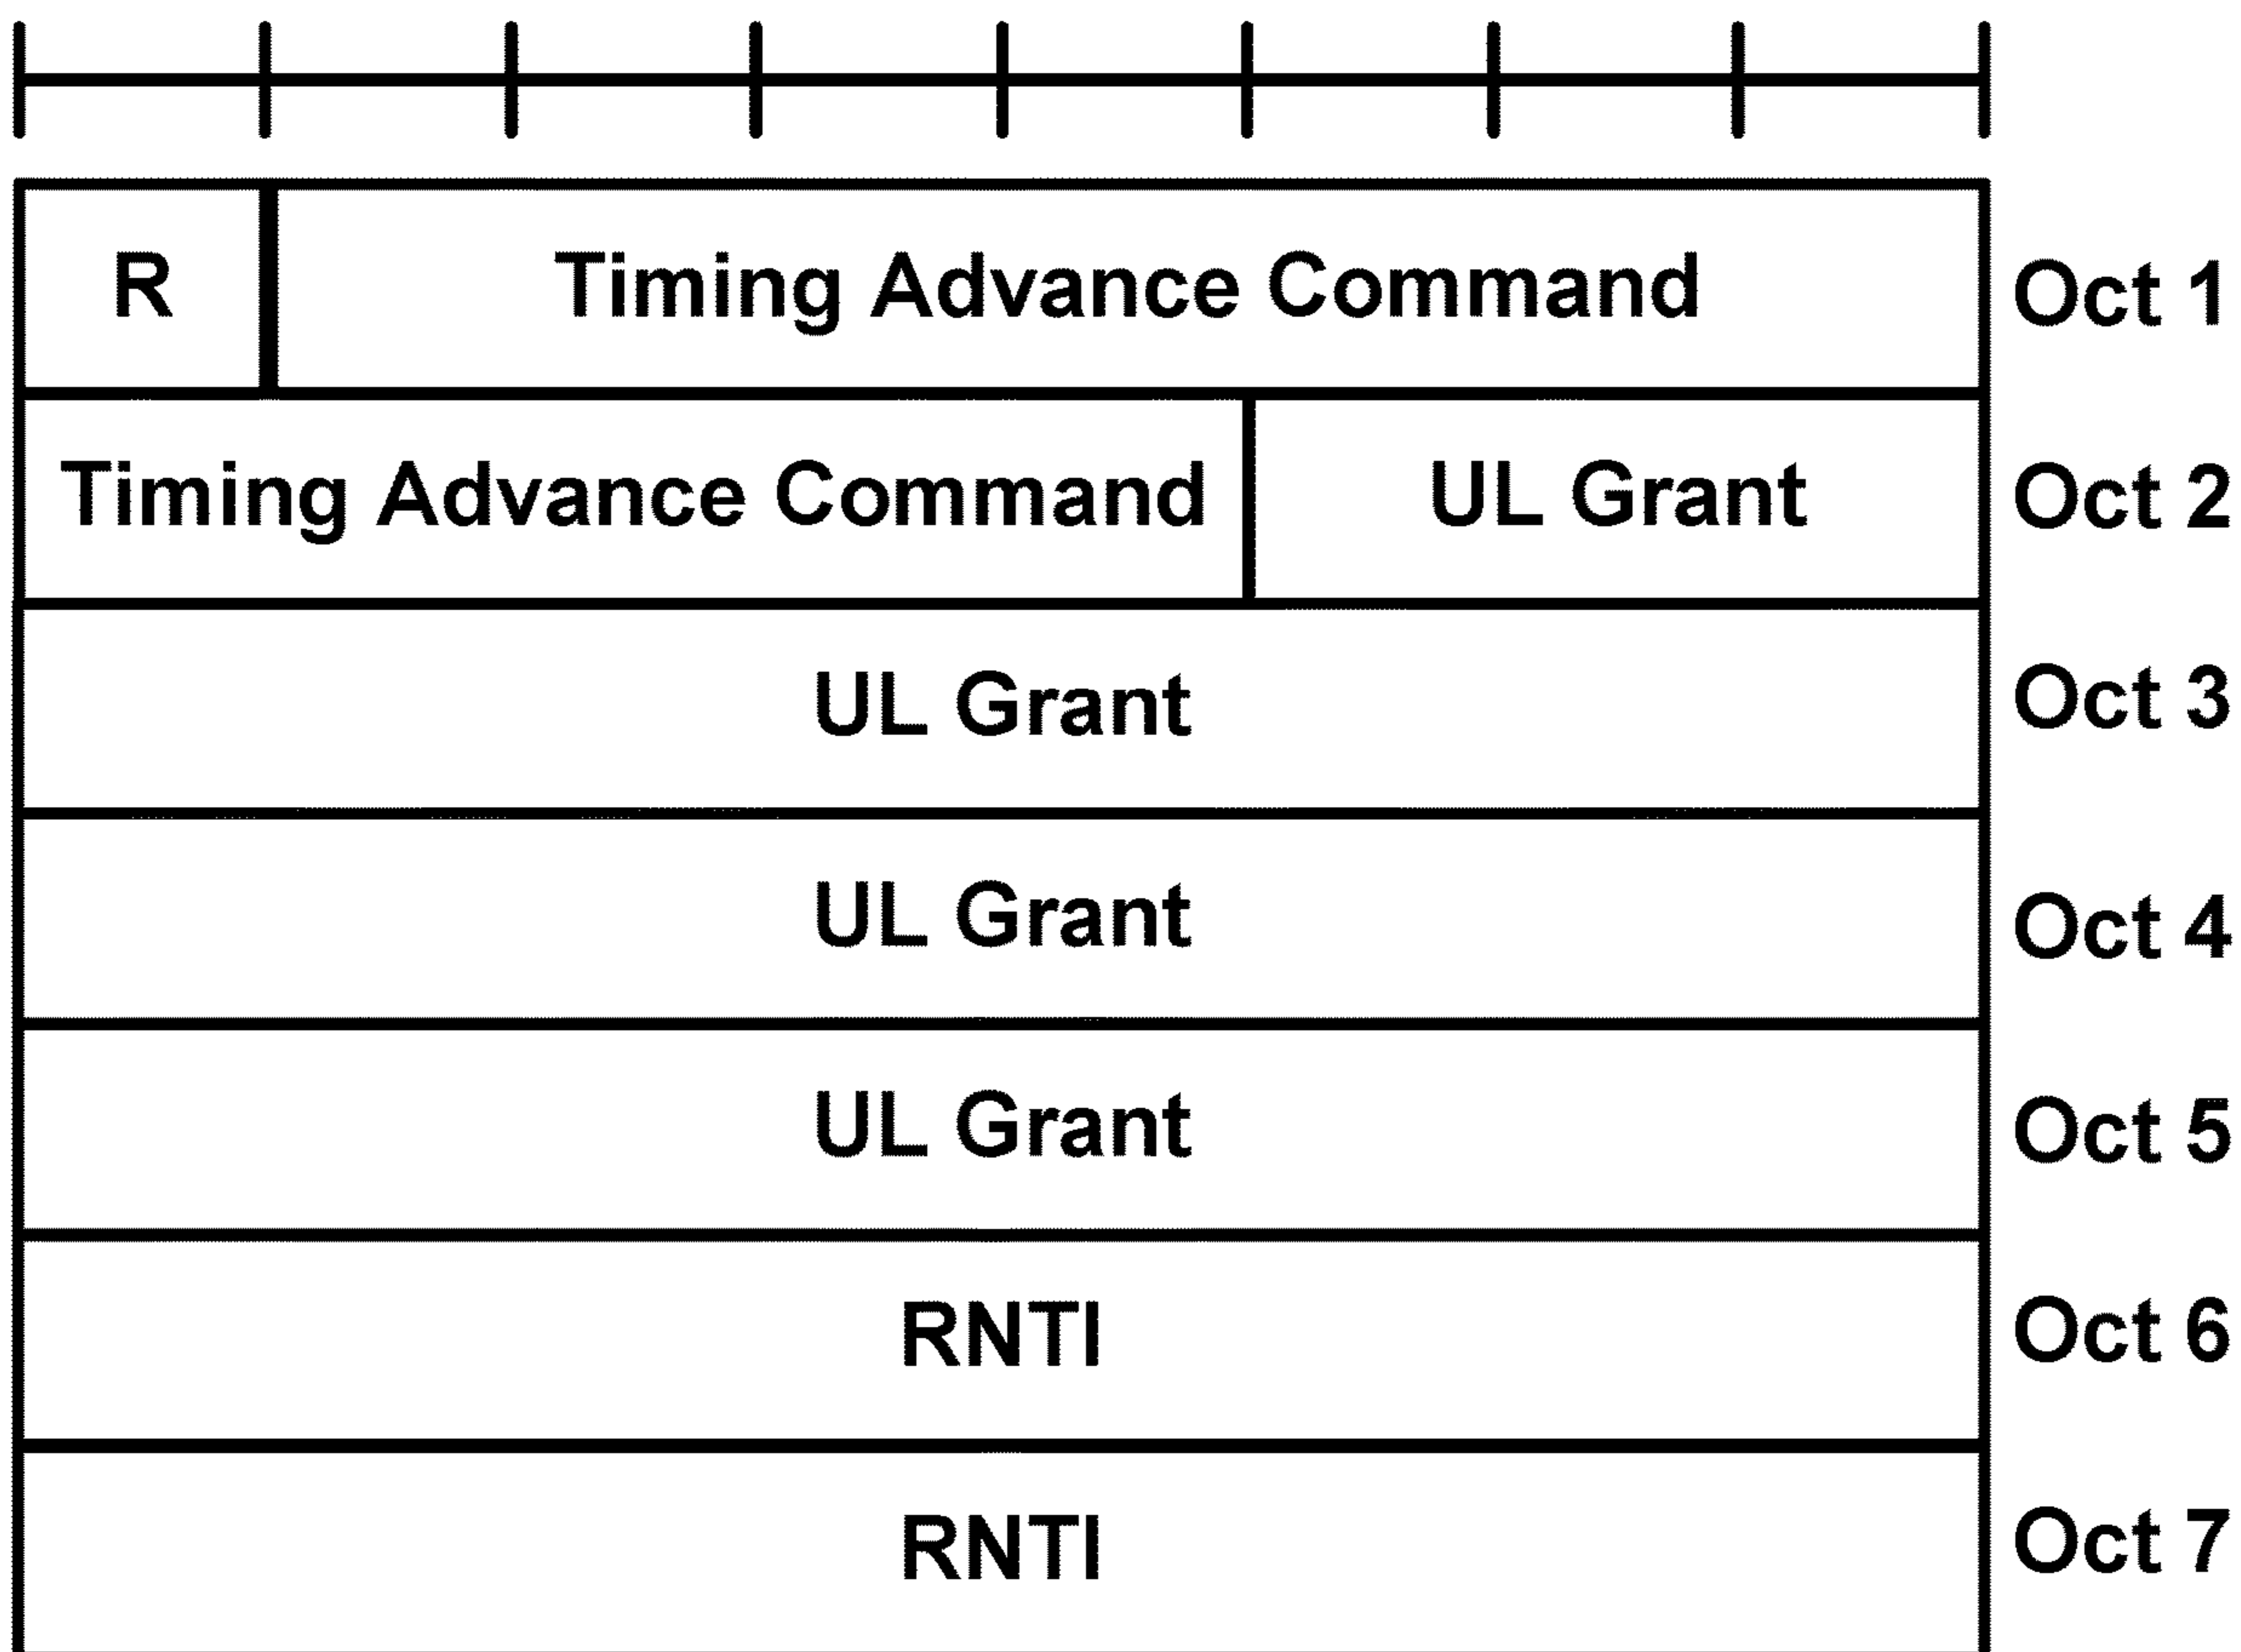 R Timing Advance Command Oct 1
Timing Advance Command UL Grant Oct 2
UL Grant Oct 3
UL Grant Oct 4
UL Grant Oct 5
RNTI Oct 6
RNTI Oct 7